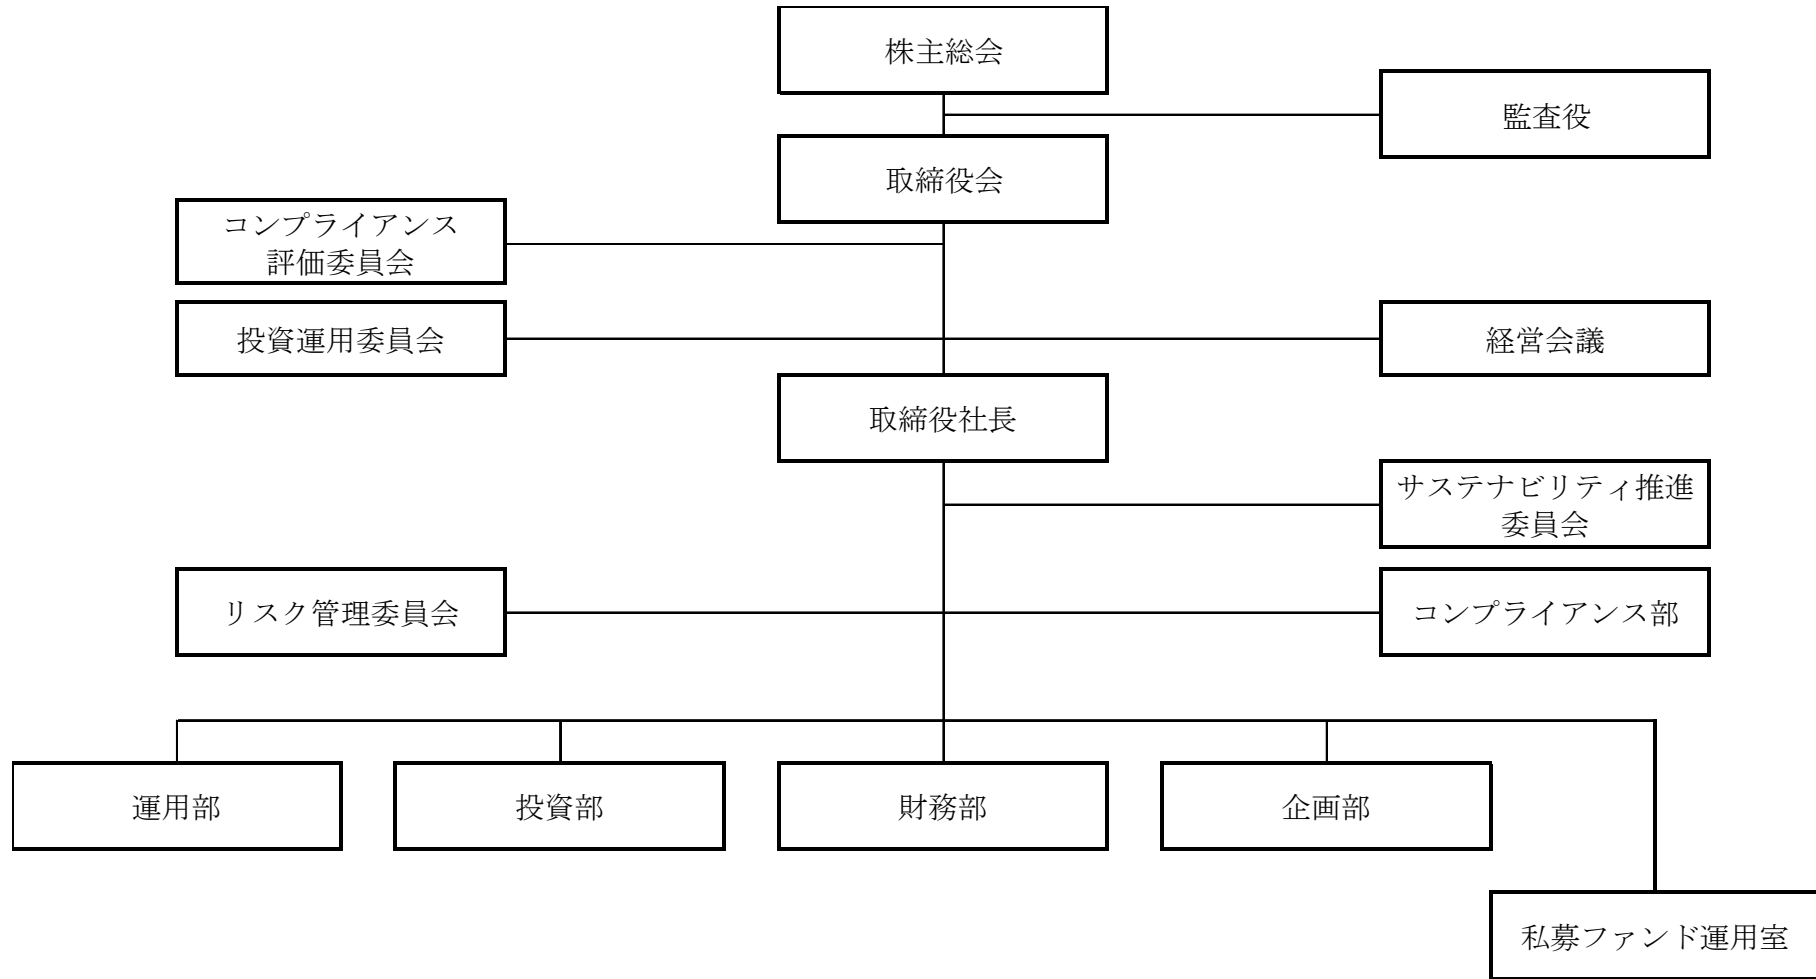 株主総会
監査役
取締役会
コンプライアンス
評価委員会
投資運用委員会
経営会議
取締役社長
サステナビリティ推進
委員会
リスク管理委員会
コンプライアンス部
運用部
投資部
財務部
企画部
私募ファンド運用室